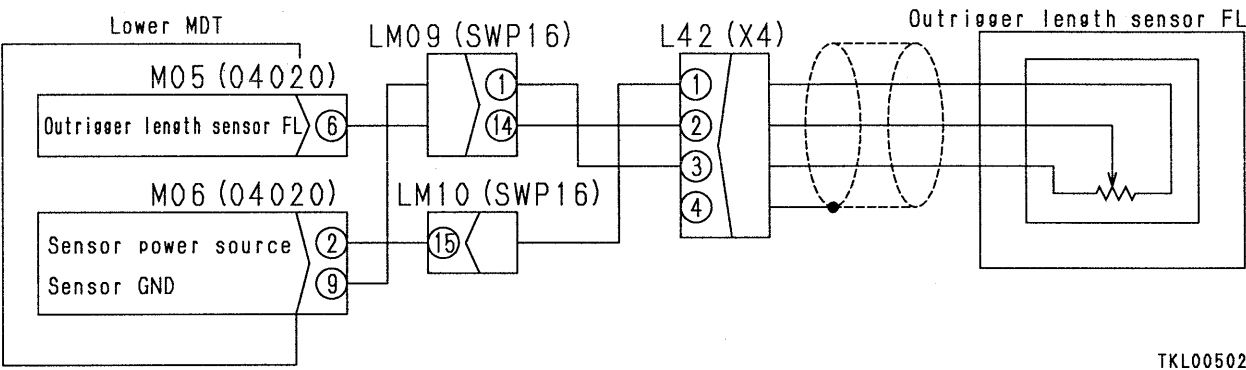 Lower MDT
Outrigger length sensor FL
LM09 (SWP16)
L42 (X4)
M05 (04020)
Outrigger length sensor FL
6
1
14
1
2
3
4
M06 (04020)
LM10 (SWP16)
Sensor power source
2
15
Sensor GND
9
TKL00502